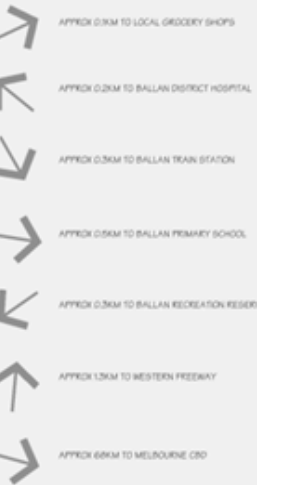 APPROX 0.1KM TO LOCAL GROCERY SHOPS
APPROX 0.2KM TO BALLAN DISTRICT HOSPITAL
APPROX 0.3KM TO BALLAN TRAIN STATION
APPROX 0.5KM TO BALLAN PRIMARY SCHOOL
APPROX 0.3KM TO BALLAN RECREATION RESER
APPROX 1.3KM TO WESTERN FREEWAY
APPROX 68KM TO MELBOURNE CBD